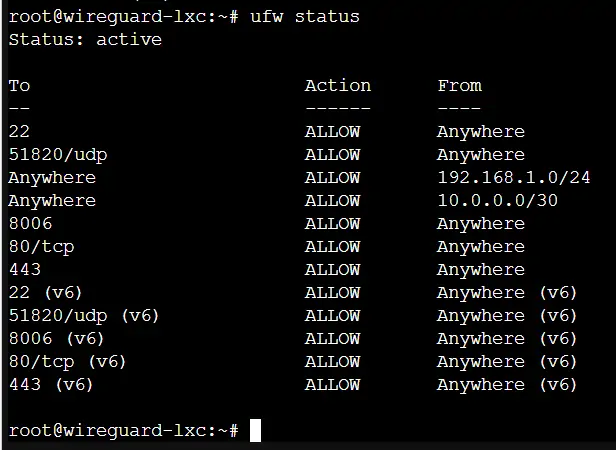 root@wireguard-lxc:~# ufw status
Status: active
To Action From
-- ------ ----
22 ALLOW Anywhere
51820/udp ALLOW Anywhere
Anywhere ALLOW 192.168.1.0/24
Anywhere ALLOW 10.0.0.0/30
8006 ALLOW Anywhere
80/tcp ALLOW Anywhere
443 ALLOW Anywhere
22 (v6) ALLOW Anywhere (v6)
51820/udp (v6) ALLOW Anywhere (v6)
8006 (v6) ALLOW Anywhere (v6)
80/tcp (v6) ALLOW Anywhere (v6)
443 (v6) ALLOW Anywhere (v6)
root@wireguard-lxc:~#